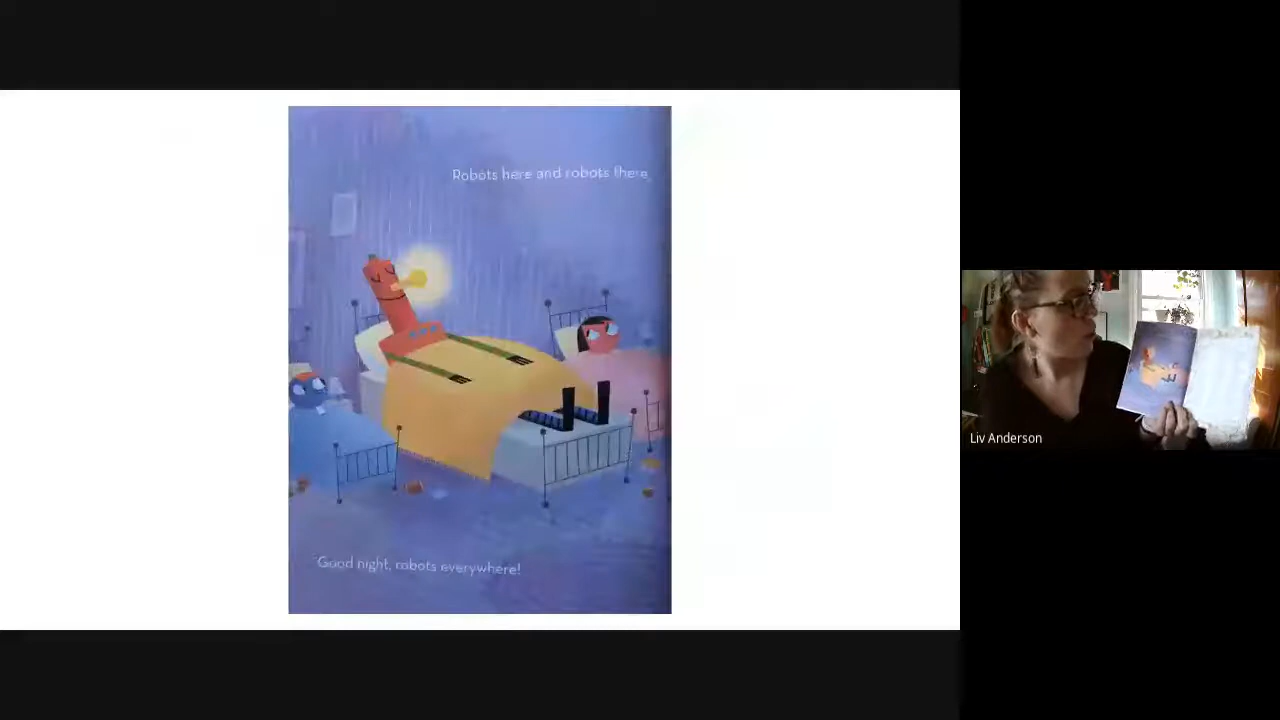 Robots here and robots there,
Good night, robots everywhere!
Liv Anderson